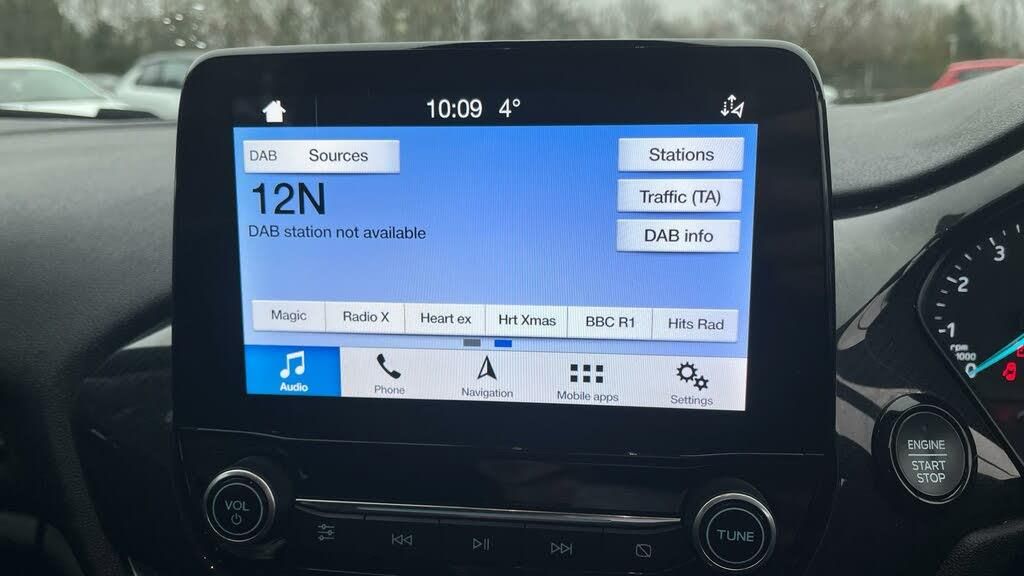 10:09 4°
DAB Sources
Stations
12N
Traffic (TA)
DAB station not available
DAB info
Magic Radio X Heart ex Hrt Xmas BBC R1 Hits Rad
Audio Phone Navigation Mobile apps Settings
VOL
TUNE
ENGINE
START
STOP
3
2
1
rpm
1000
0